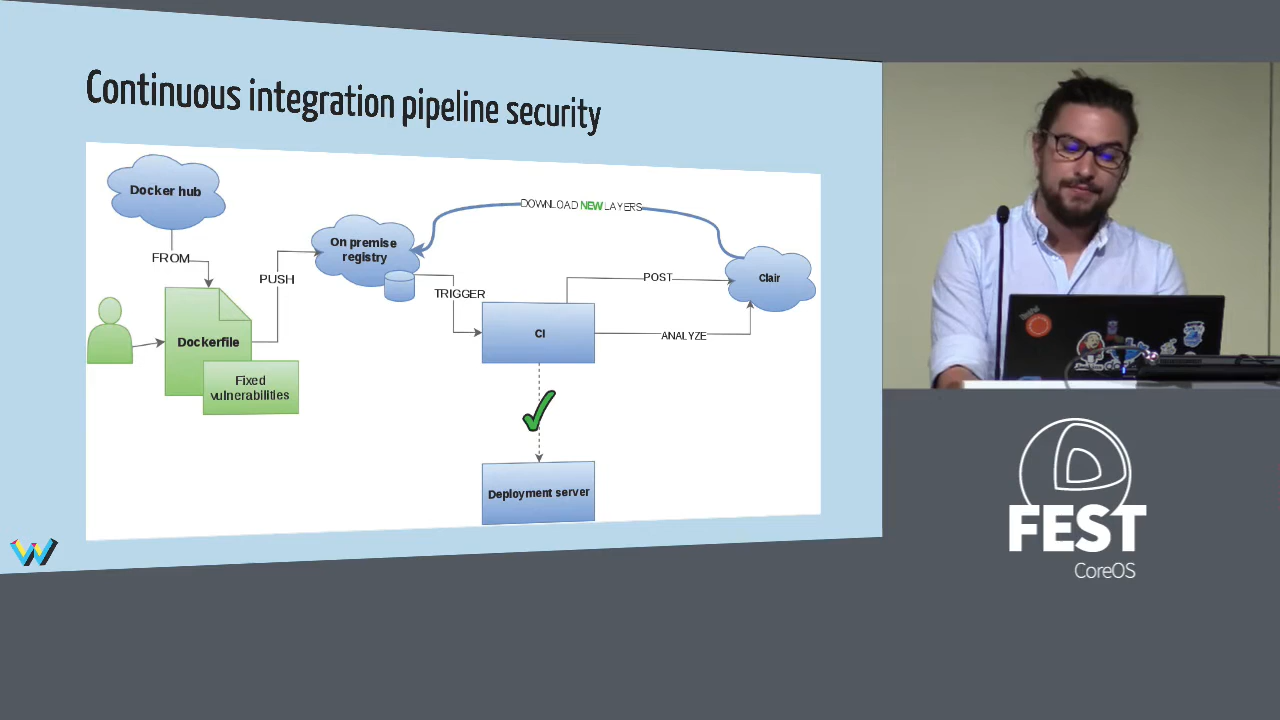 Continuous integration pipeline security
Docker hub
FROM
PUSH
On premise
registry
DOWNLOAD NEW LAYERS
TRIGGER
POST
Clair
Dockerfile
Fixed
vulnerabilities
CI
ANALYZE
Deployment server
FEST
CoreOS